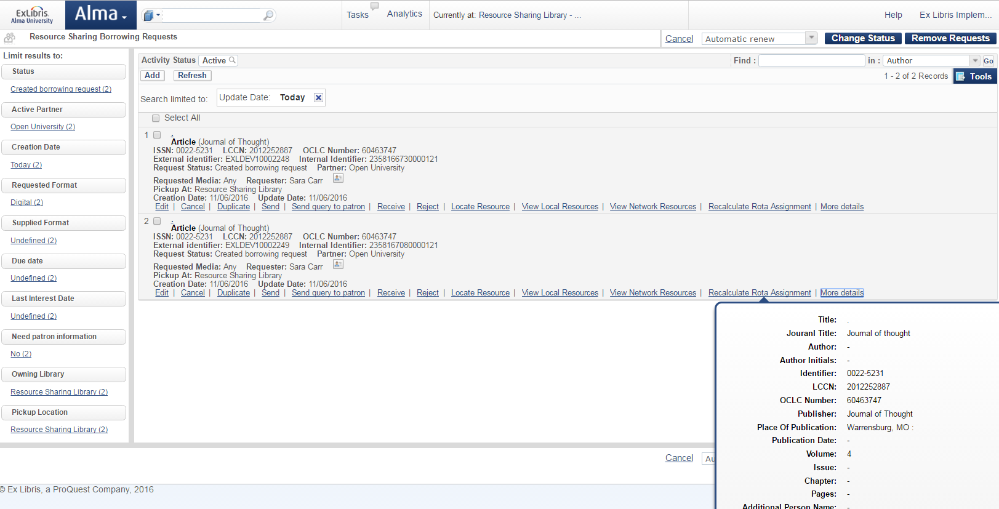 ExLibris.
Alma University
Alma
Tasks
Analytics
Currently at: Resource Sharing Library - ...
Help
Ex Libris Implem...
Resource Sharing Borrowing Requests
Cancel
Automatic renew
Change Status
Remove Requests
Limit results to:
Status
Created borrowing request (2)
Active Partner
Open University (2)
Creation Date
Today (2)
Requested Format
Digital (2)
Supplied Format
Undefined (2)
Due date
Undefined (2)
Last Interest Date
Undefined (2)
Need patron information
No (2)
Owning Library
Resource Sharing Library (2)
Pickup Location
Resource Sharing Library (2)
Activity Status Active
Find :
in : Author
Go
Add
Refresh
1 - 2 of 2 Records
Tools
Search limited to: Update Date: Today
Select All
1 .
Article (Journal of Thought)
ISSN: 0022-5231 LCCN: 2012252887 OCLC Number: 60463747
External identifier: EXLDEV10002248 Internal Identifier: 2358166730000121
Request Status: Created borrowing request Partner: Open University
Requested Media: Any Requester: Sara Carr
Pickup At: Resource Sharing Library
Creation Date: 11/06/2016 Update Date: 11/06/2016
Edit | Cancel | Duplicate | Send | Send query to patron | Receive | Reject | Locate Resource | View Local Resources | View Network Resources | Recalculate Rota Assignment | More details
2 .
Article (Journal of Thought)
ISSN: 0022-5231 LCCN: 2012252887 OCLC Number: 60463747
External identifier: EXLDEV10002249 Internal Identifier: 2358167080000121
Request Status: Created borrowing request Partner: Open University
Requested Media: Any Requester: Sara Carr
Pickup At: Resource Sharing Library
Creation Date: 11/06/2016 Update Date: 11/06/2016
Edit | Cancel | Duplicate | Send | Send query to patron | Receive | Reject | Locate Resource | View Local Resources | View Network Resources | Recalculate Rota Assignment | More details
Title: .
Jouranl Title: Journal of thought
Author: -
Author Initials: -
Identifier: 0022-5231
LCCN: 2012252887
OCLC Number: 60463747
Publisher: Journal of Thought
Place Of Publication: Warrensburg, MO :
Publication Date: -
Volume: 4
Issue: -
Chapter: -
Pages: -
Additional Person Name: -
Cancel
Au
© Ex Libris, a ProQuest Company, 2016